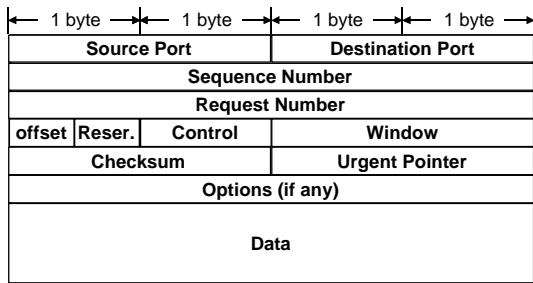 1 byte 1 byte 1 byte 1 byte
Source Port Destination Port
Sequence Number
Request Number
offset Reser. Control Window
Checksum Urgent Pointer
Options (if any)
Data